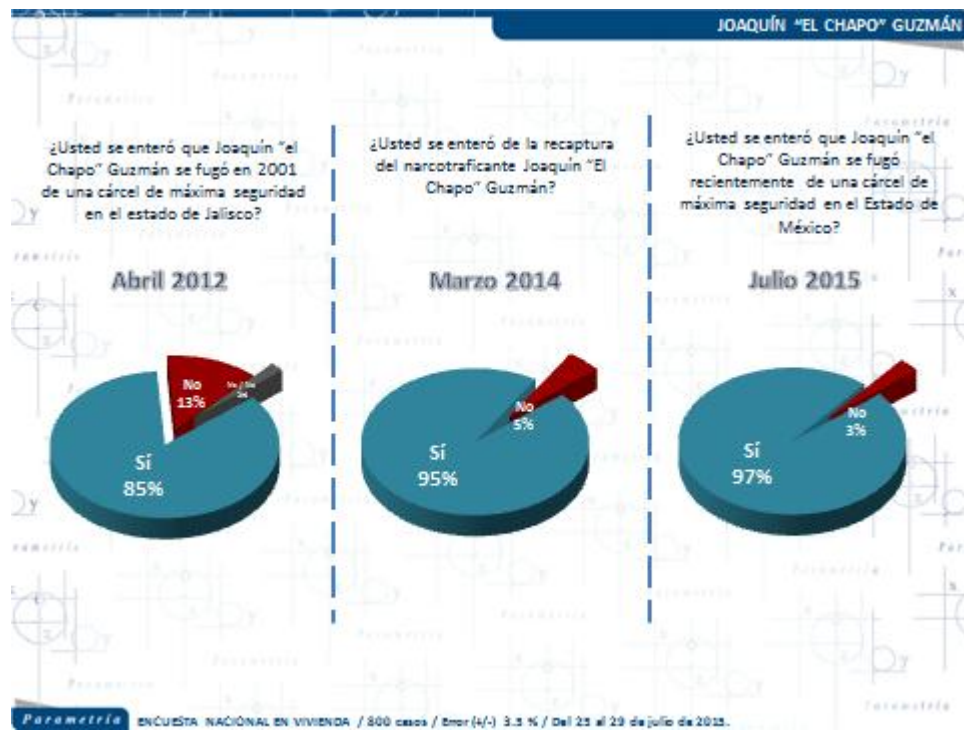 JOAQUÍN "EL CHAPO" GUZMÁN
¿Usted se enteró que Joaquín "el
Chapo" Guzmán se fugó en 2001
de una cárcel de máxima seguridad
en el estado de Jalisco?
Abril 2012
No
13%
Sí
85%
¿Usted se enteró de la recaptura
del narcotraficante Joaquín "El
Chapo" Guzmán?
Marzo 2014
No
5%
Sí
95%
¿Usted se enteró que Joaquín "el
Chapo" Guzmán se fugó
recientemente de una cárcel de
máxima seguridad en el Estado de
México?
Julio 2015
No
3%
Sí
97%
Parametría ENCUESTA NACIONAL EN VIVIENDA / 800 casos / Error (+/-) 3.5 % / Del 25 al 29 de julio de 2015.